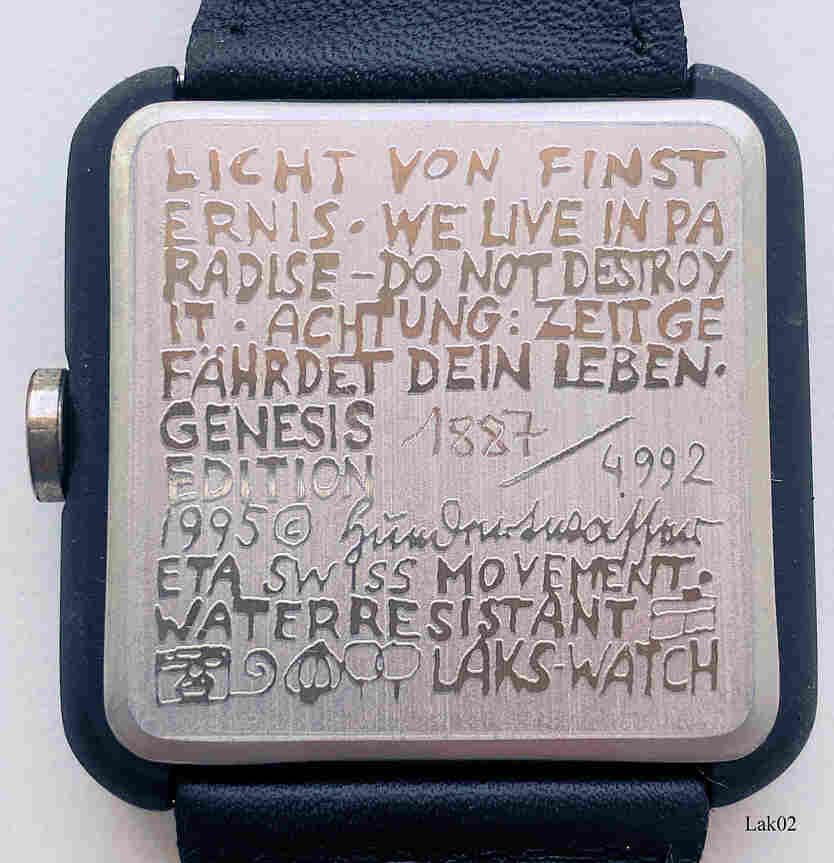 LICHT VON FINST
ERNIS · WE LIVE IN PA
RADISE – DO NOT DESTROY
IT · ACHTUNG: ZEIT GE
FÄHRDET DEIN LEBEN·
GENESIS 1887/4992
EDITION
1995 © Hundertwasser
ETA SWISS MOVEMENT.
WATERRESISTANT
LAKS-WATCH
Lak02